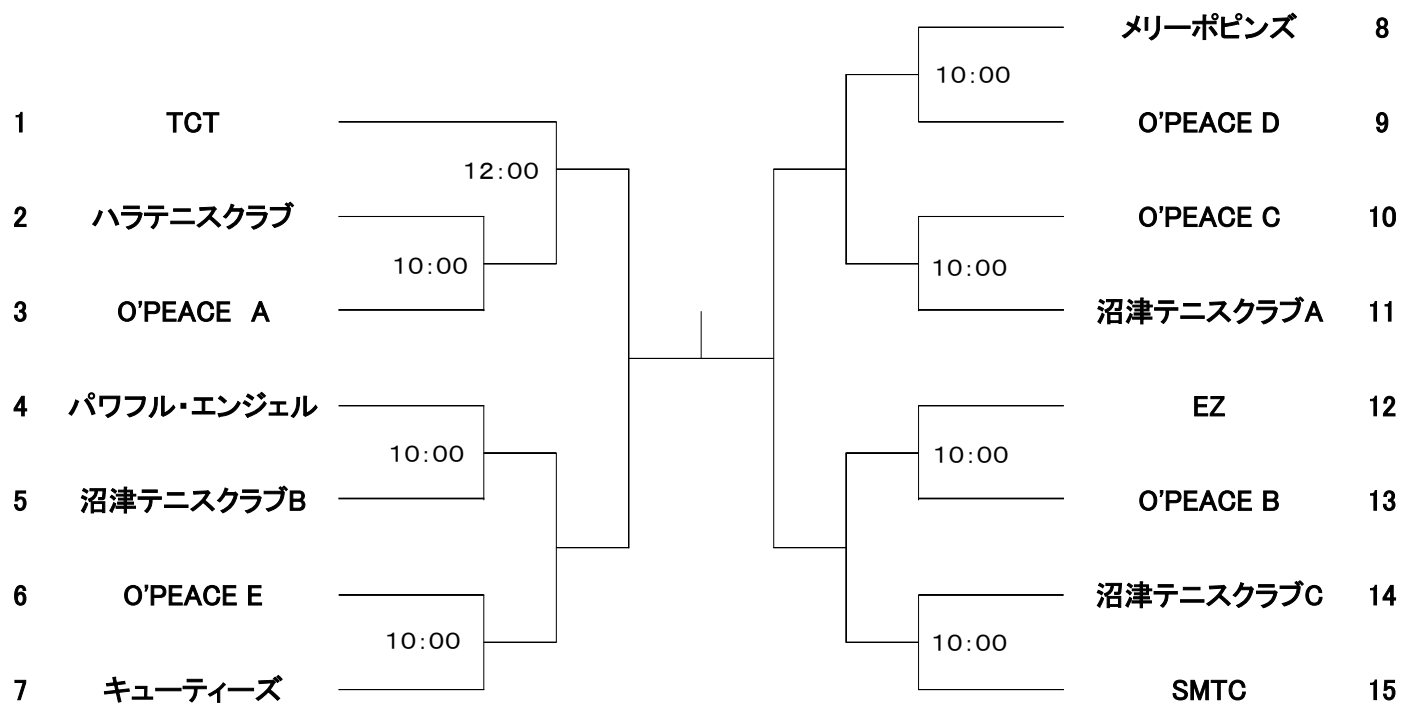 メリーポピンズ 8
10:00
1 TCT
O'PEACE D 9
12:00
2 ハラテニスクラブ
O'PEACE C 10
10:00
10:00
3 O'PEACE A
沼津テニスクラブA 11
4 パワフル・エンジェル
EZ 12
10:00
10:00
5 沼津テニスクラブB
O'PEACE B 13
6 O'PEACE E
沼津テニスクラブC 14
10:00
10:00
7 キューティーズ
SMTC 15